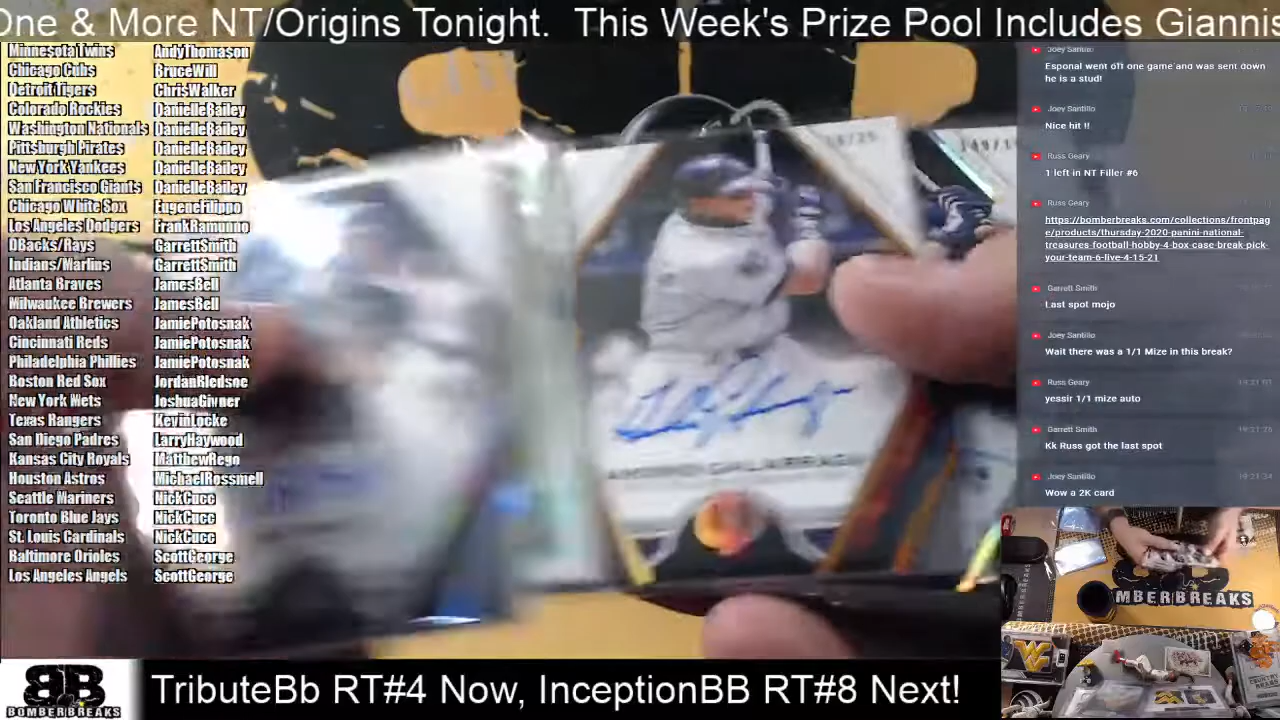 One & More NT/Origins Tonight. This Week's Prize Pool Includes Giannis
Minnesota Twins AndyThomason
Chicago Cubs BruceWill
Detroit Tigers ChrisWalker
Colorado Rockies DanielleBailey
Washington Nationals DanielleBailey
Pittsburgh Pirates DanielleBailey
New York Yankees DanielleBailey
San Francisco Giants DanielleBailey
Chicago White Sox EugeneFilippo
Los Angeles Dodgers FrankRamunno
DBacks/Rays GarrettSmith
Indians/Marlins GarrettSmith
Atlanta Braves JamesBell
Milwaukee Brewers JamesBell
Oakland Athletics JamiePotosnak
Cincinnati Reds JamiePotosnak
Philadelphia Phillies JamiePotosnak
Boston Red Sox JordanBledsoe
New York Mets JoshuaGivner
Texas Rangers KevinLocke
San Diego Padres LarryHaywood
Kansas City Royals MatthewRego
Houston Astros MichaelRossmell
Seattle Mariners NickCucc
Toronto Blue Jays NickCucc
St. Louis Cardinals NickCucc
Baltimore Orioles ScottGeorge
Los Angeles Angels ScottGeorge
Joey Santillo
Esponal went off one game and was sent down
he is a stud!
Joey Santillo
Nice hit !!
Russ Geary
1 left in NT Filler #6
Russ Geary
https://bomberbreaks.com/collections/frontpag
e/products/thursday-2020-panini-national-
treasures-football-hobby-4-box-case-break-pick-
your-team-6-live-4-15-21
Garrett Smith
Last spot mojo
Joey Santillo
Wait there was a 1/1 Mize in this break?
Russ Geary
yessir 1/1 mize auto
Garrett Smith
Kk Russ got the last spot
Joey Santillo
Wow a 2K card
BOMBERBREAKS
BB
BOMBERBREAKS
TributeBb RT#4 Now, InceptionBB RT#8 Next!